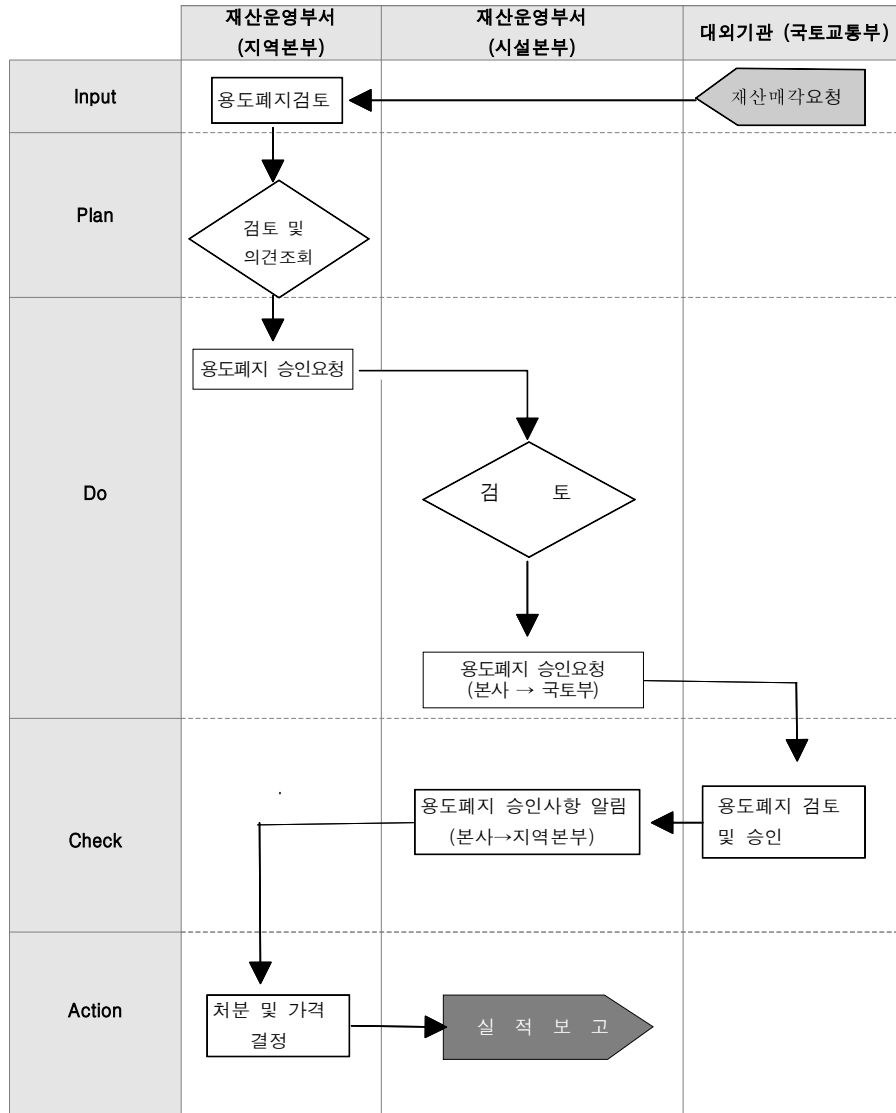 재산운영부서
(지역본부)
재산운영부서
(시설본부)
대외기관 (국토교통부)
Input
용도폐지검토
재산매각요청
Plan
검토 및
의견조회
Do
용도폐지 승인요청
검 토
용도폐지 승인요청
(본사 → 국토부)
Check
용도폐지 승인사항 알림
(본사→지역본부)
용도폐지 검토
및 승인
Action
처분 및 가격
결정
실 적 보 고